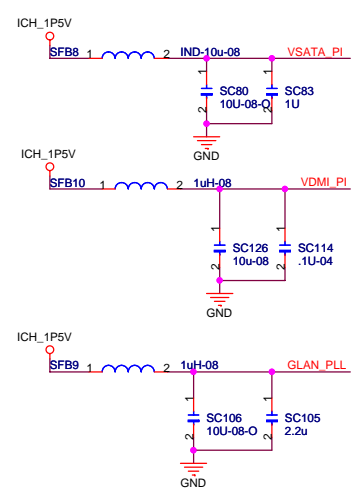 ICH_1P5V
SFB8 1 2 IND-10u-08 VSATA_PI
1 1
SC80 SC83
10U-08-O 1U
2 2
GND
ICH_1P5V
SFB10 1 2 1uH-08 VDMI_PI
1 1
SC126 SC114
10u-08 .1U-04
2 2
GND
ICH_1P5V
SFB9 1 2 1uH-08 GLAN_PLL
1 1
SC106 SC105
10U-08-O 2.2u
2 2
GND